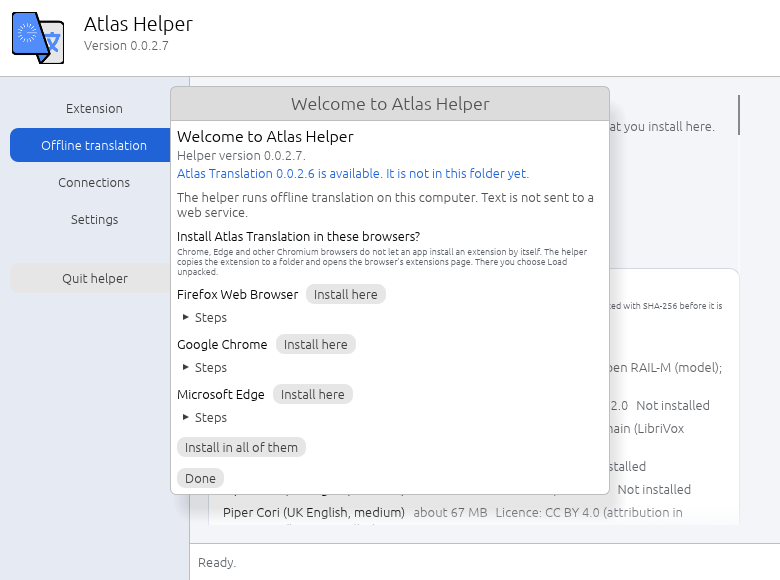 Atlas Helper
Version 0.0.2.7
Extension
Offline translation
Connections
Settings
Quit helper
Welcome to Atlas Helper
Welcome to Atlas Helper
Helper version 0.0.2.7.
Atlas Translation 0.0.2.6 is available. It is not in this folder yet.
The helper runs offline translation on this computer. Text is not sent to a
web service.
Install Atlas Translation in these browsers?
Chrome, Edge and other Chromium browsers do not let an app install an extension by itself. The helper
copies the extension to a folder and opens the browser's extensions page. There you choose Load
unpacked.
Firefox Web Browser Install here
Steps
Google Chrome Install here
Steps
Microsoft Edge Install here
Steps
Install in all of them
Done
at you install here.
with SHA-256 before it is
RAIL-M (model);
2.0 Not installed
(LibriVox
Not installed
Piper Cori (UK English, medium) about 67 MB Licence: CC BY 4.0 (attribution in
Ready.